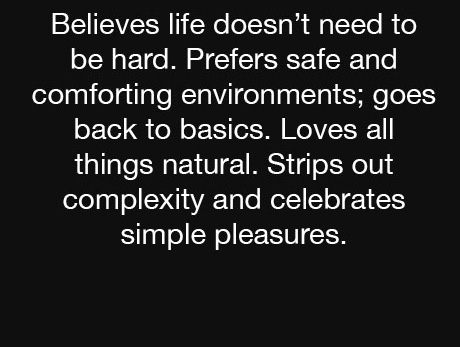 Believes life doesn’t need to
be hard. Prefers safe and
comforting environments; goes
back to basics. Loves all
things natural. Strips out
complexity and celebrates
simple pleasures.